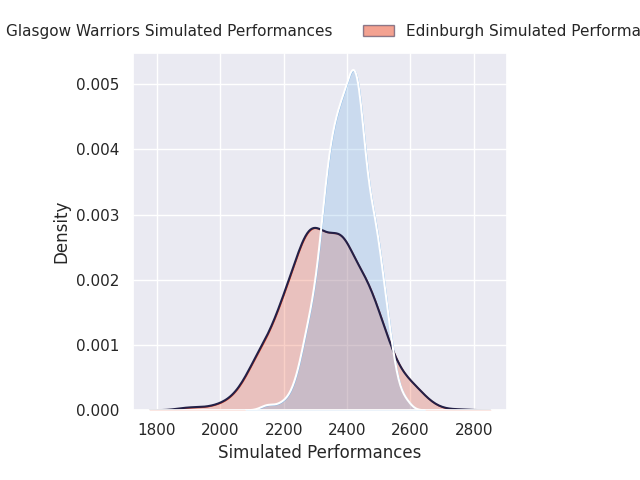 Glasgow Warriors Simulated Performances Edinburgh Simulated Performa
0.005
0.004
0.003
0.002
0.001
0.000
Density
1800 2000 2200 2400 2600 2800
Simulated Performances